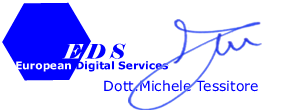 EDS
European Digital Services
Dott.Michele Tessitore